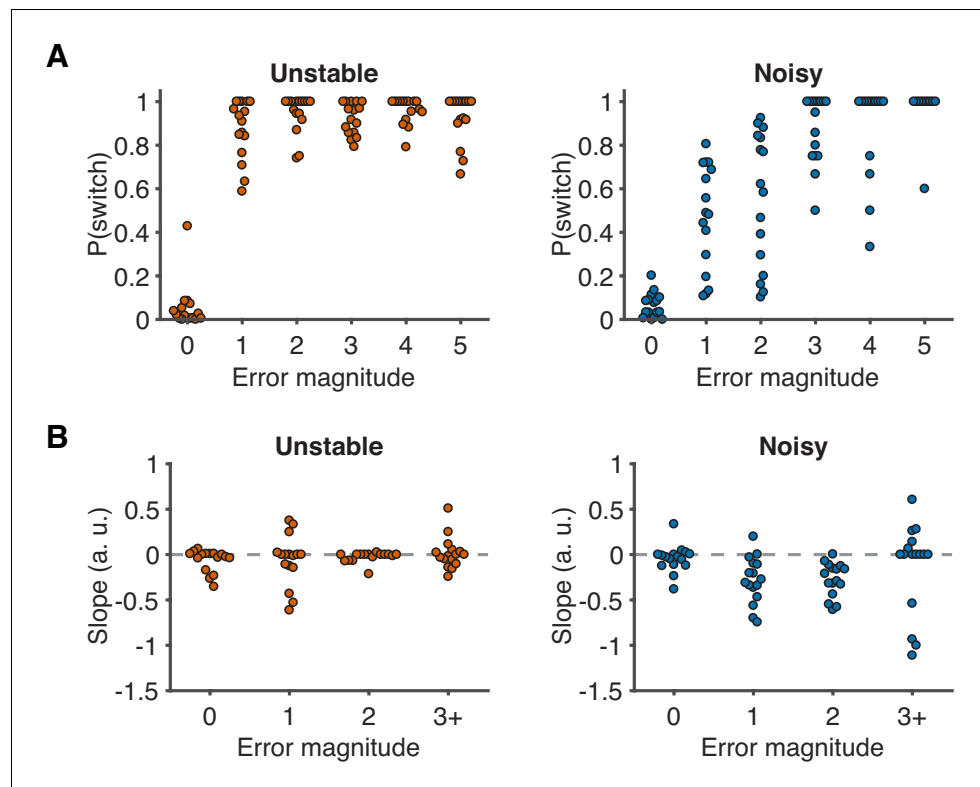 A
Unstable
Noisy
P(switch)
1
0.8
0.6
0.4
0.2
0
0 1 2 3 4 5
Error magnitude
P(switch)
1
0.8
0.6
0.4
0.2
0
0 1 2 3 4 5
Error magnitude
B
Unstable
Noisy
Slope (a. u.)
1
0.5
0
-0.5
-1
-1.5
0 1 2 3+
Error magnitude
Slope (a. u.)
1
0.5
0
-0.5
-1
-1.5
0 1 2 3+
Error magnitude